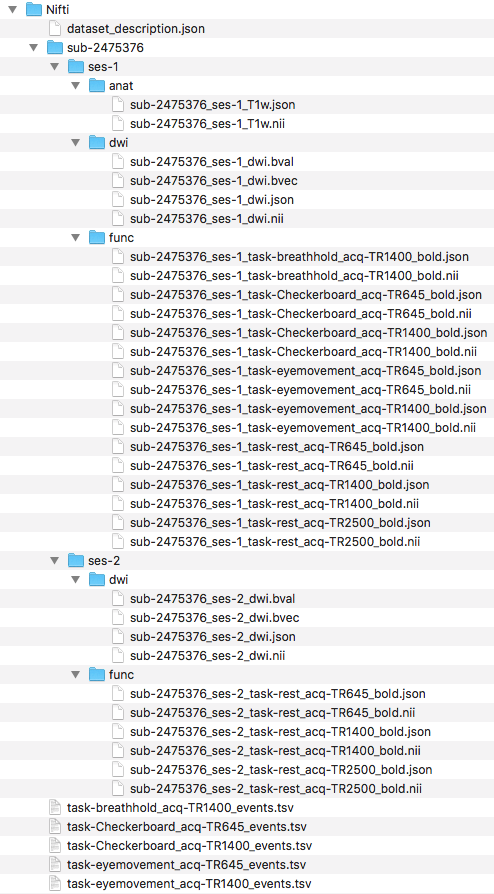 Nifti
dataset_description.json
sub-2475376
ses-1
anat
sub-2475376_ses-1_T1w.json
sub-2475376_ses-1_T1w.nii
dwi
sub-2475376_ses-1_dwi.bval
sub-2475376_ses-1_dwi.bvec
sub-2475376_ses-1_dwi.json
sub-2475376_ses-1_dwi.nii
func
sub-2475376_ses-1_task-breathhold_acq-TR1400_bold.json
sub-2475376_ses-1_task-breathhold_acq-TR1400_bold.nii
sub-2475376_ses-1_task-Checkerboard_acq-TR645_bold.json
sub-2475376_ses-1_task-Checkerboard_acq-TR645_bold.nii
sub-2475376_ses-1_task-Checkerboard_acq-TR1400_bold.json
sub-2475376_ses-1_task-Checkerboard_acq-TR1400_bold.nii
sub-2475376_ses-1_task-eyemovement_acq-TR645_bold.json
sub-2475376_ses-1_task-eyemovement_acq-TR645_bold.nii
sub-2475376_ses-1_task-eyemovement_acq-TR1400_bold.json
sub-2475376_ses-1_task-eyemovement_acq-TR1400_bold.nii
sub-2475376_ses-1_task-rest_acq-TR645_bold.json
sub-2475376_ses-1_task-rest_acq-TR645_bold.nii
sub-2475376_ses-1_task-rest_acq-TR1400_bold.json
sub-2475376_ses-1_task-rest_acq-TR1400_bold.nii
sub-2475376_ses-1_task-rest_acq-TR2500_bold.json
sub-2475376_ses-1_task-rest_acq-TR2500_bold.nii
ses-2
dwi
sub-2475376_ses-2_dwi.bval
sub-2475376_ses-2_dwi.bvec
sub-2475376_ses-2_dwi.json
sub-2475376_ses-2_dwi.nii
func
sub-2475376_ses-2_task-rest_acq-TR645_bold.json
sub-2475376_ses-2_task-rest_acq-TR645_bold.nii
sub-2475376_ses-2_task-rest_acq-TR1400_bold.json
sub-2475376_ses-2_task-rest_acq-TR1400_bold.nii
sub-2475376_ses-2_task-rest_acq-TR2500_bold.json
sub-2475376_ses-2_task-rest_acq-TR2500_bold.nii
task-breathhold_acq-TR1400_events.tsv
task-Checkerboard_acq-TR645_events.tsv
task-Checkerboard_acq-TR1400_events.tsv
task-eyemovement_acq-TR645_events.tsv
task-eyemovement_acq-TR1400_events.tsv